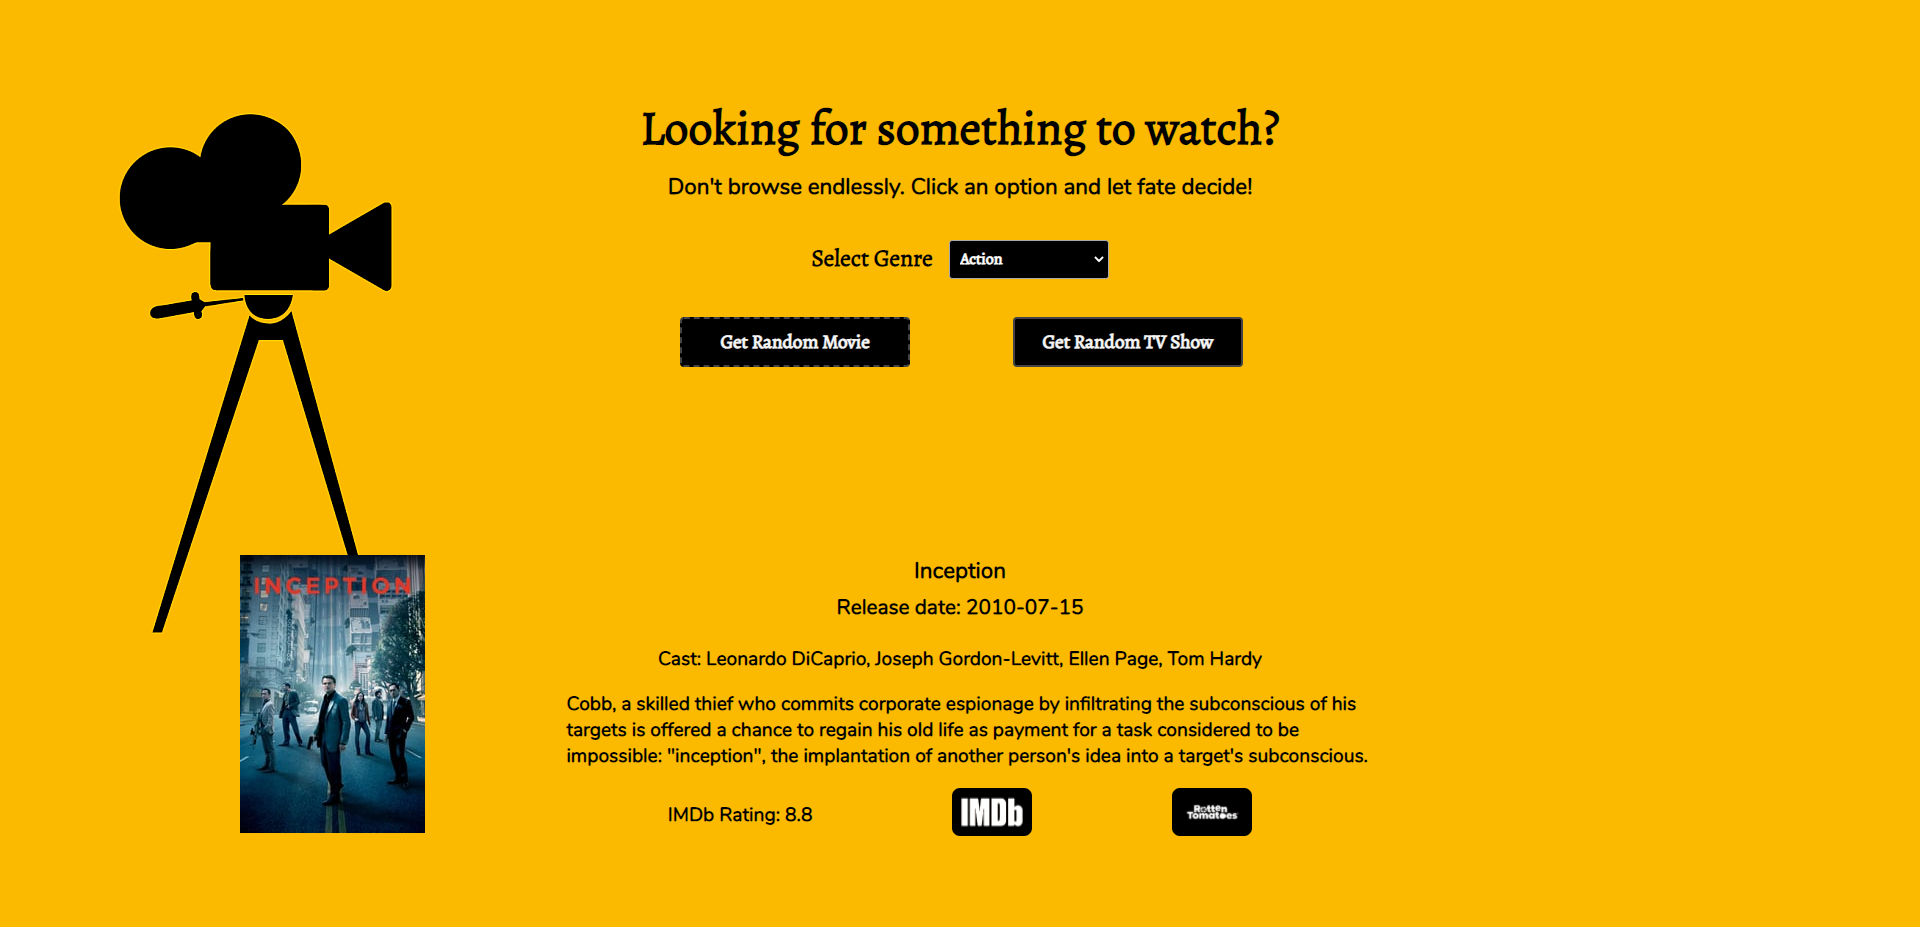 Looking for something to watch?
Don't browse endlessly. Click an option and let fate decide!
Select Genre Action
Get Random Movie Get Random TV Show
INCEPTION
Inception
Release date: 2010-07-15
Cast: Leonardo DiCaprio, Joseph Gordon-Levitt, Ellen Page, Tom Hardy
Cobb, a skilled thief who commits corporate espionage by infiltrating the subconscious of his
targets is offered a chance to regain his old life as payment for a task considered to be
impossible: "inception", the implantation of another person's idea into a target's subconscious.
IMDb Rating: 8.8 IMDb Rotten
Tomatoes